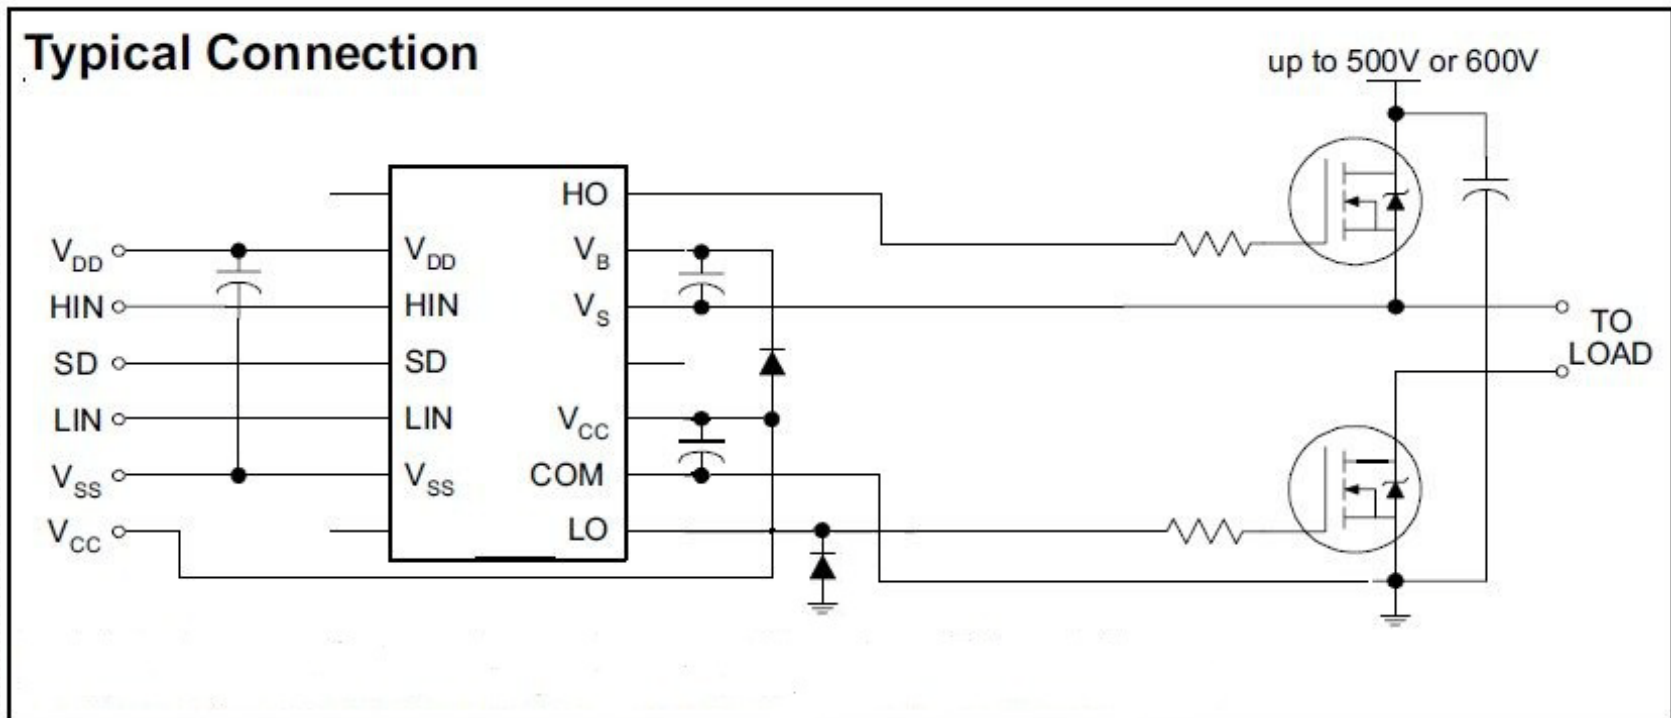 Typical Connection
up to 500V or 600V
HO
VDD
VDD
VB
HIN
HIN
VS
TO
LOAD
SD
SD
LIN
LIN
VCC
VSS
VSS
COM
VCC
LO